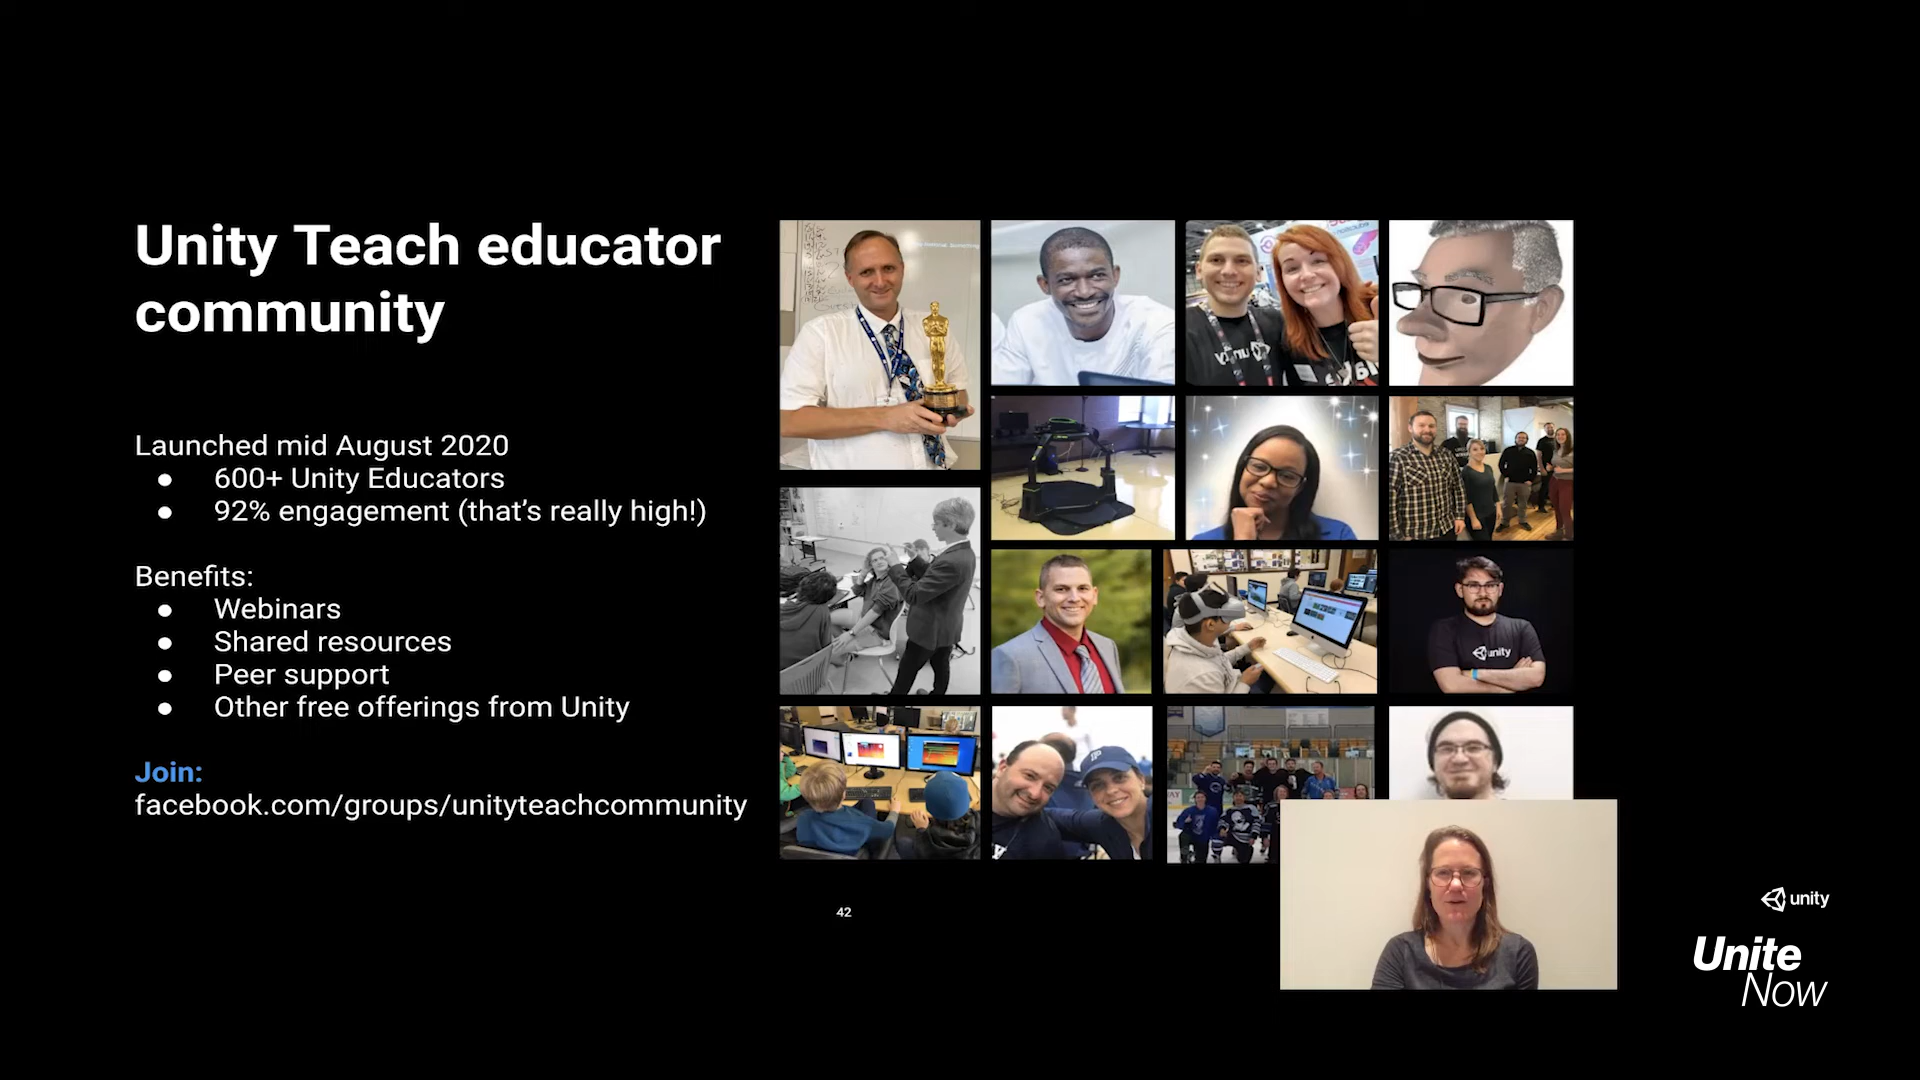 Unity Teach educator
community
Launched mid August 2020
● 600+ Unity Educators
● 92% engagement (that's really high!)
Benefits:
● Webinars
● Shared resources
● Peer support
● Other free offerings from Unity
Join:
facebook.com/groups/unityteachcommunity
unity
42
unity
Unite
Now